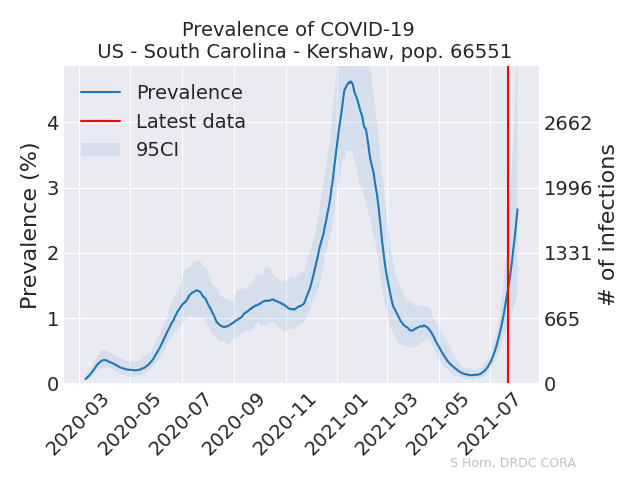 Prevalence of COVID-19
US - South Carolina - Kershaw, pop. 66551
Prevalence
Latest data
95CI
Prevalence (%)
4
3
2
1
0
2662
1996
1331
665
0
# of infections
2020-03
2020-05
2020-07
2020-09
2020-11
2021-01
2021-03
2021-05
2021-07
S Horn, DRDC CORA